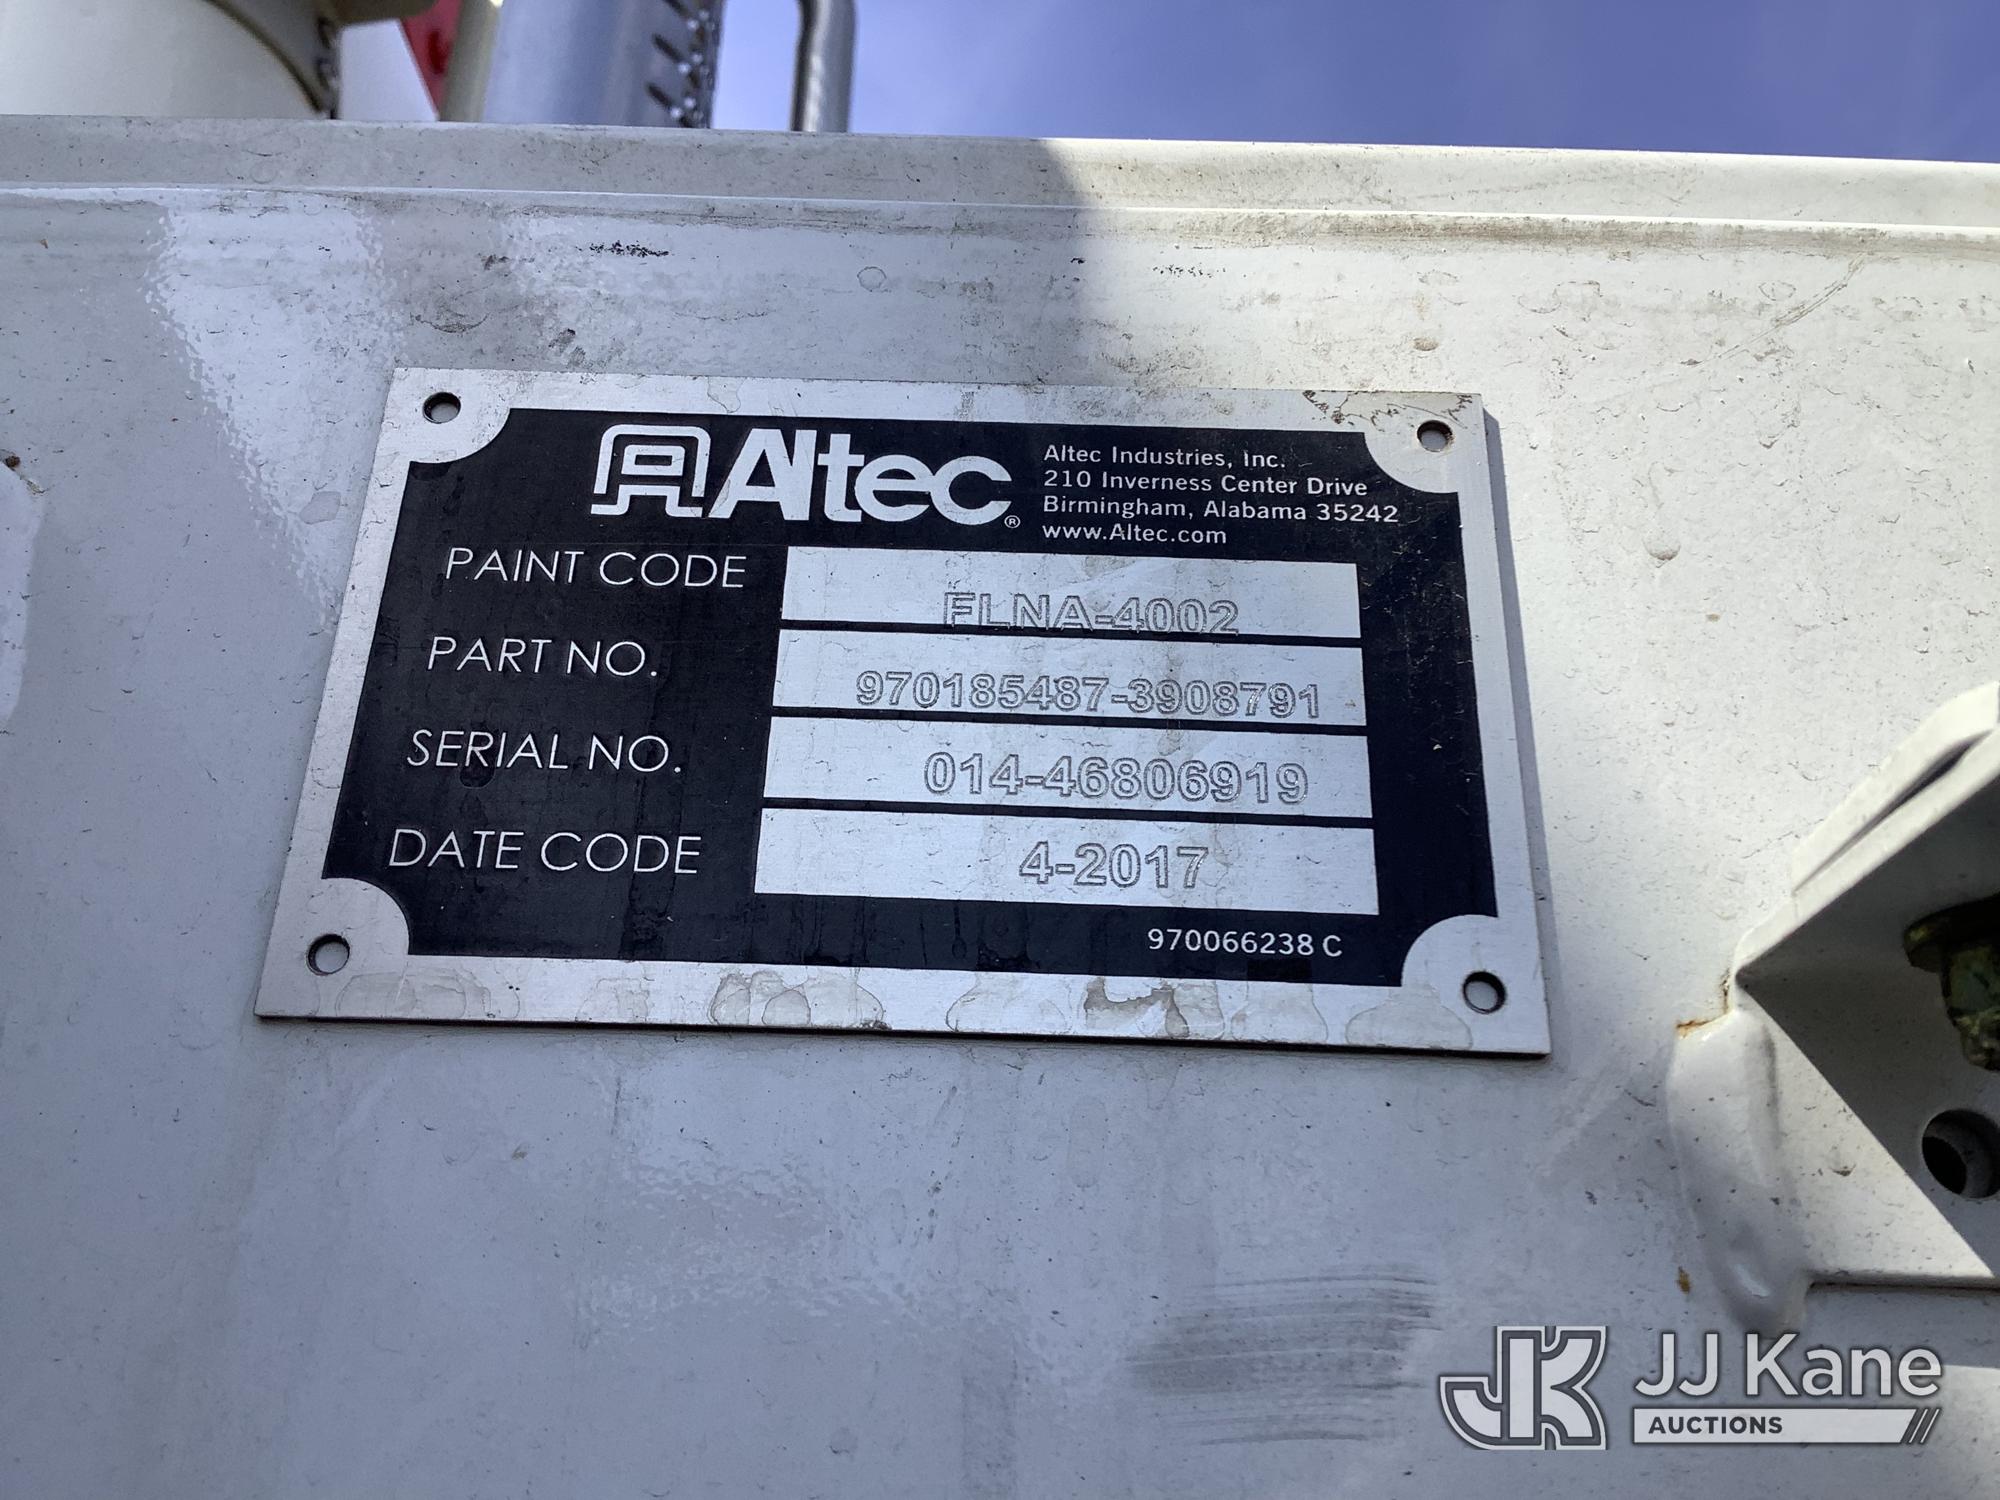 Altec®
Altec Industries, Inc.
210 Inverness Center Drive
Birmingham, Alabama 35242
www.Altec.com
PAINT CODE FLNA-4002
PART NO. 970185487-3908791
SERIAL NO. 014-46806919
DATE CODE 4-2017
970066238 C
JK JJ Kane
AUCTIONS